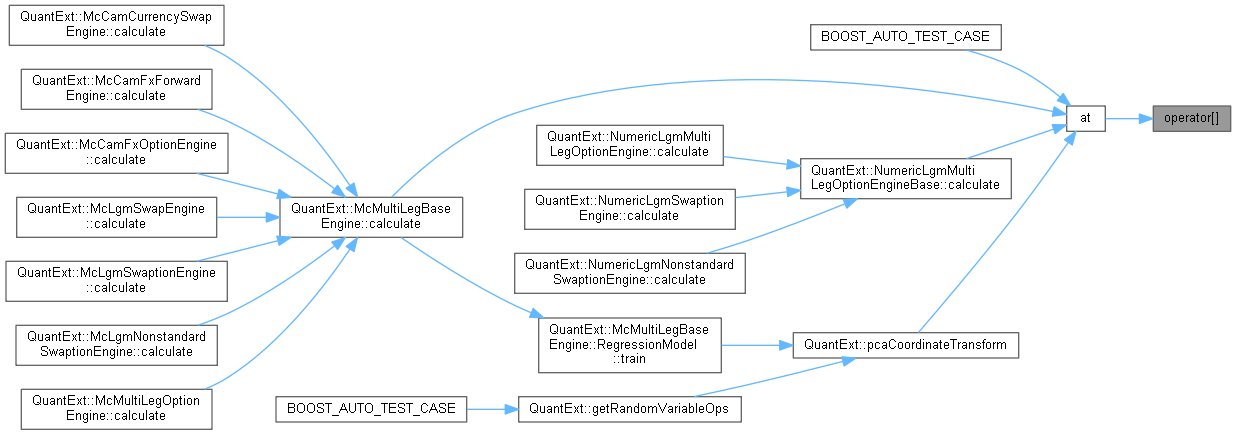 QuantExt::McCamCurrencySwap
Engine::calculate
QuantExt::McCamFxForward
Engine::calculate
QuantExt::McCamFxOptionEngine
::calculate
QuantExt::McLgmSwapEngine
::calculate
QuantExt::McLgmSwaptionEngine
::calculate
QuantExt::McLgmNonstandard
SwaptionEngine::calculate
QuantExt::McMultiLegOption
Engine::calculate
QuantExt::McMultiLegBase
Engine::calculate
BOOST_AUTO_TEST_CASE
QuantExt::NumericLgmMulti
LegOptionEngine::calculate
QuantExt::NumericLgmSwaption
Engine::calculate
QuantExt::NumericLgmNonstandard
SwaptionEngine::calculate
QuantExt::McMultiLegBase
Engine::RegressionModel
::train
QuantExt::getRandomVariableOps
BOOST_AUTO_TEST_CASE
QuantExt::NumericLgmMulti
LegOptionEngineBase::calculate
QuantExt::pcaCoordinateTransform
at
operator[]